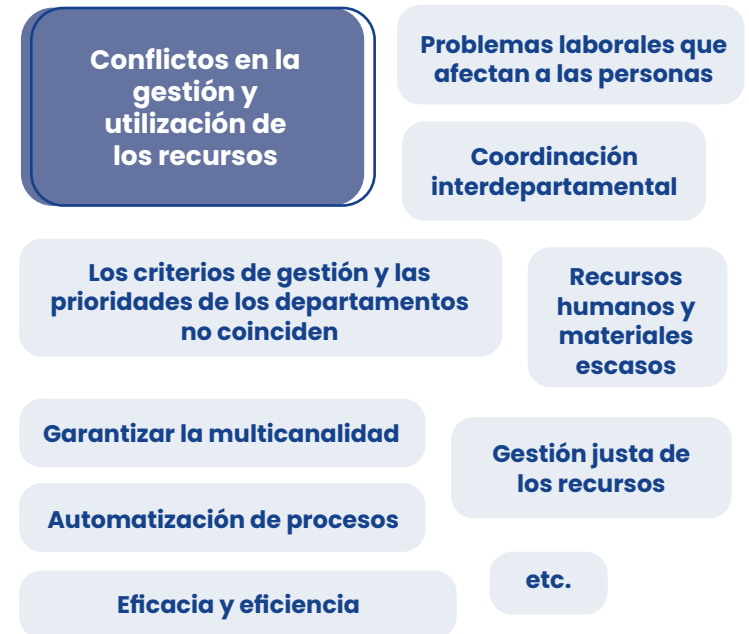 Conflictos en la
gestión y
utilización de
los recursos
Problemas laborales que
afectan a las personas
Coordinación
interdepartamental
Los criterios de gestión y las
prioridades de los departamentos
no coinciden
Recursos
humanos y
materiales
escasos
Garantizar la multicanalidad
Gestión justa de
los recursos
Automatización de procesos
etc.
Eficacia y eficiencia